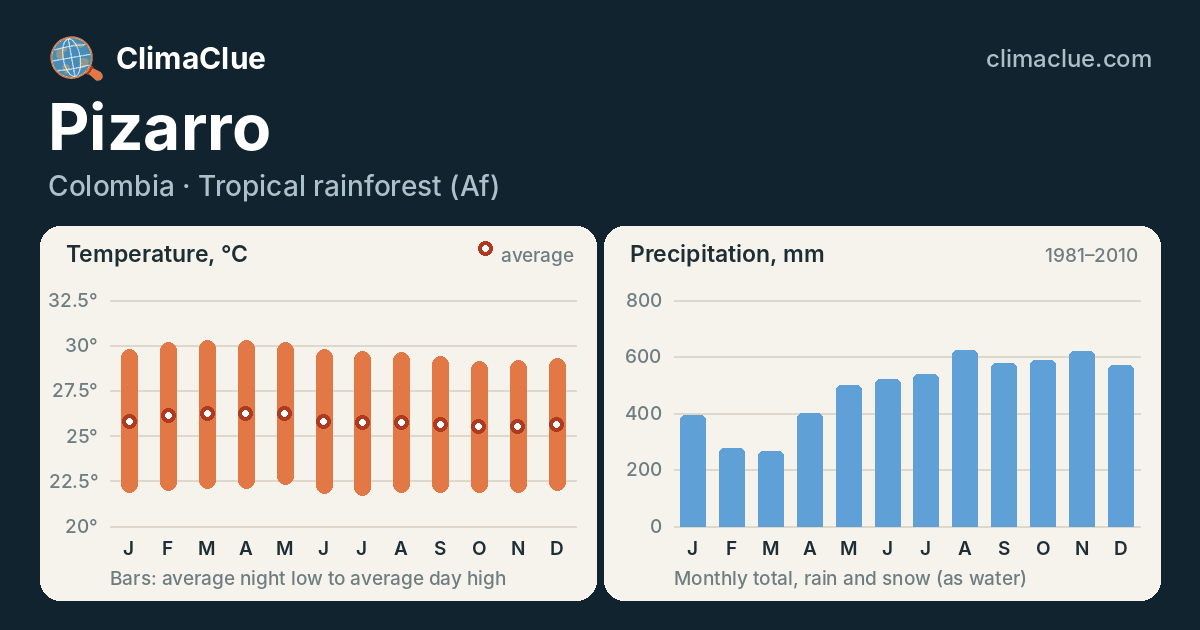 ClimaClue
climaclue.com
Pizarro
Colombia · Tropical rainforest (Af)
Temperature, °C
average
32.5°
30°
27.5°
25°
22.5°
20°
J F M A M J J A S O N D
Bars: average night low to average day high
Precipitation, mm
1981–2010
800
600
400
200
0
J F M A M J J A S O N D
Monthly total, rain and snow (as water)